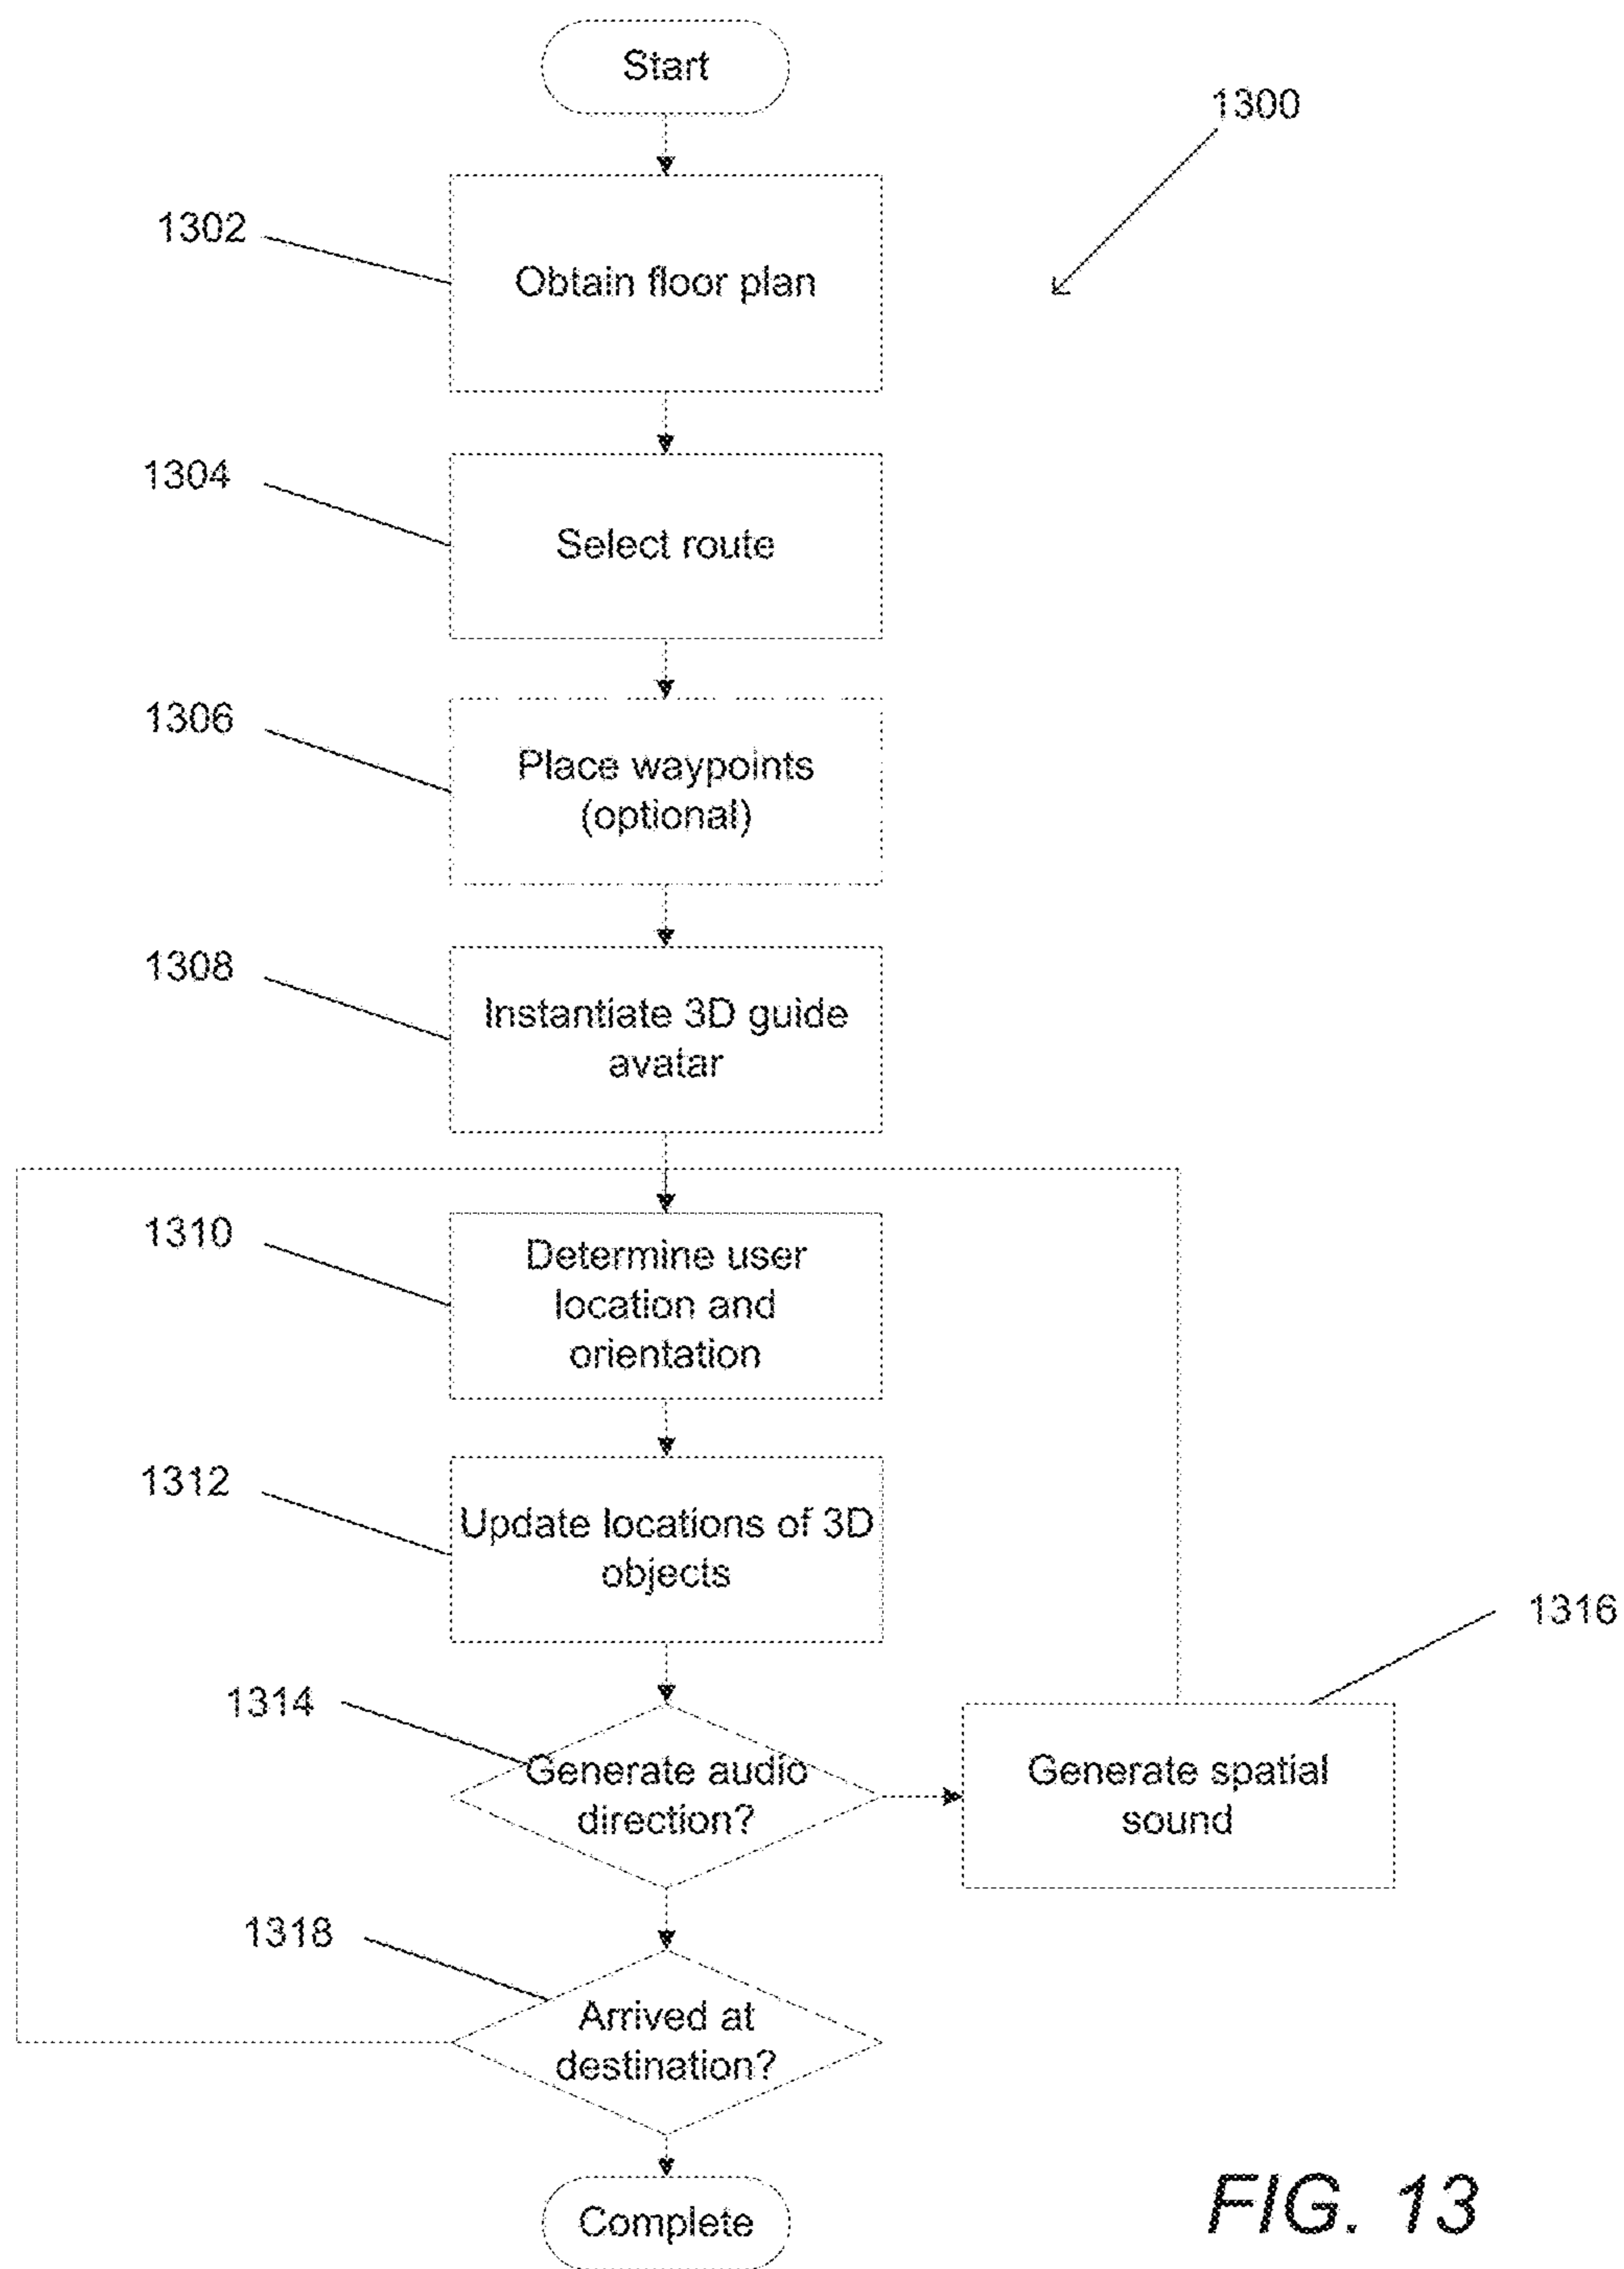 Start
1300
1302
Obtain floor plan
1304
Select route
1306
Place waypoints
(optional)
1308
Instantiate 3D guide
avatar
1310
Determine user
location and
orientation
1312
Update locations of 3D
objects
1316
1314
Generate audio
direction?
Generate spatial
sound
1318
Arrived at
destination?
Complete
FIG. 13